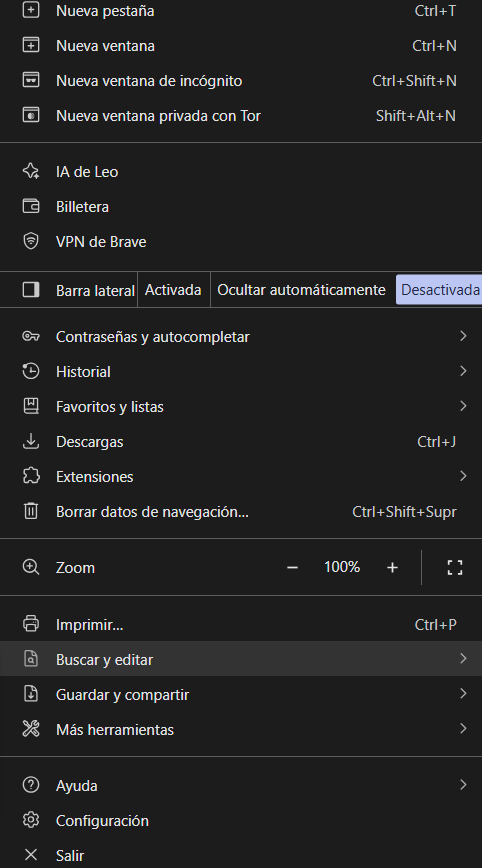 Nueva pestaña Ctrl+T
Nueva ventana Ctrl+N
Nueva ventana de incógnito Ctrl+Shift+N
Nueva ventana privada con Tor Shift+Alt+N
IA de Leo
Billetera
VPN de Brave
Barra lateral Activada Ocultar automáticamente Desactivada
Contraseñas y autocompletar
Historial
Favoritos y listas
Descargas Ctrl+J
Extensiones
Borrar datos de navegación... Ctrl+Shift+Supr
Zoom − 100% +
Imprimir... Ctrl+P
Buscar y editar
Guardar y compartir
Más herramientas
Ayuda
Configuración
Salir